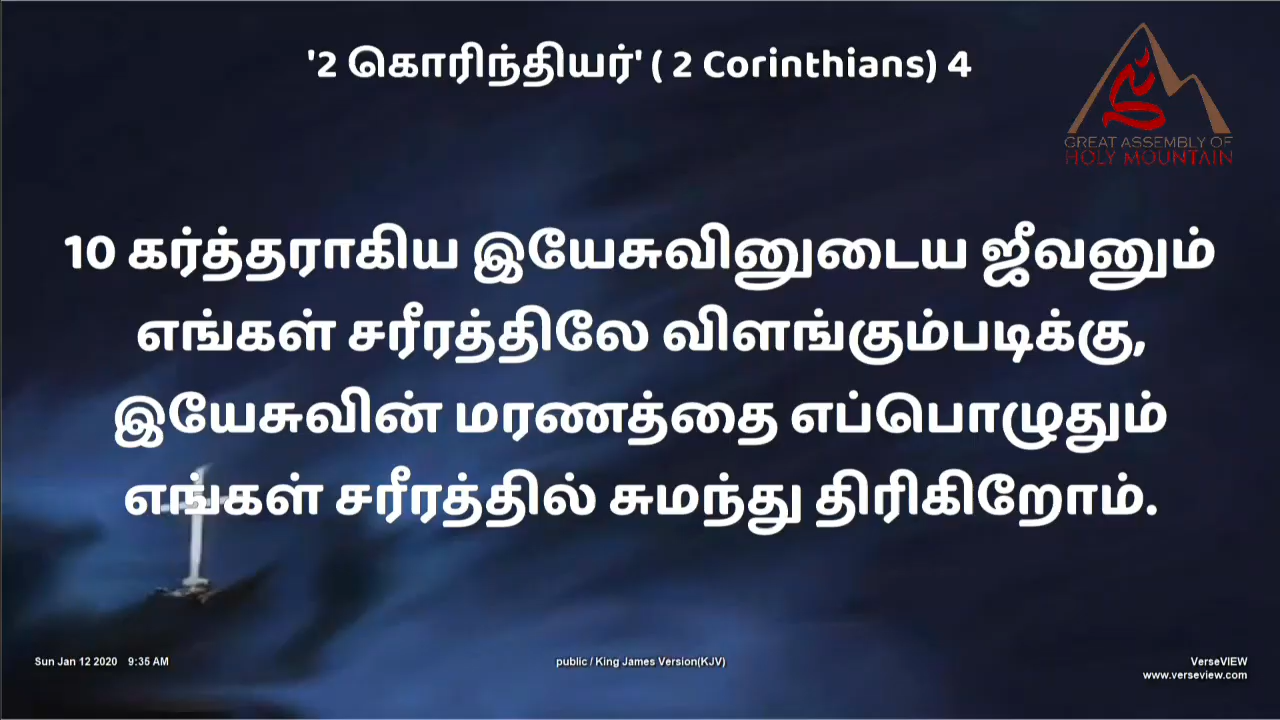 '2 கொரிந்தியர்' ( 2 Corinthians) 4
GREAT ASSEMBLY OF
HOLY MOUNTAIN
10 கர்த்தராகிய இயேசுவினுடைய ஜீவனும்
எங்கள் சரீரத்திலே விளங்கும்படிக்கு,
இயேசுவின் மரணத்தை எப்பொழுதும்
எங்கள் சரீரத்தில் சுமந்து திரிகிறோம்.
Sun Jan 12 2020 9:35 AM
public / King James Version(KJV)
VerseVIEW
www.verseview.com